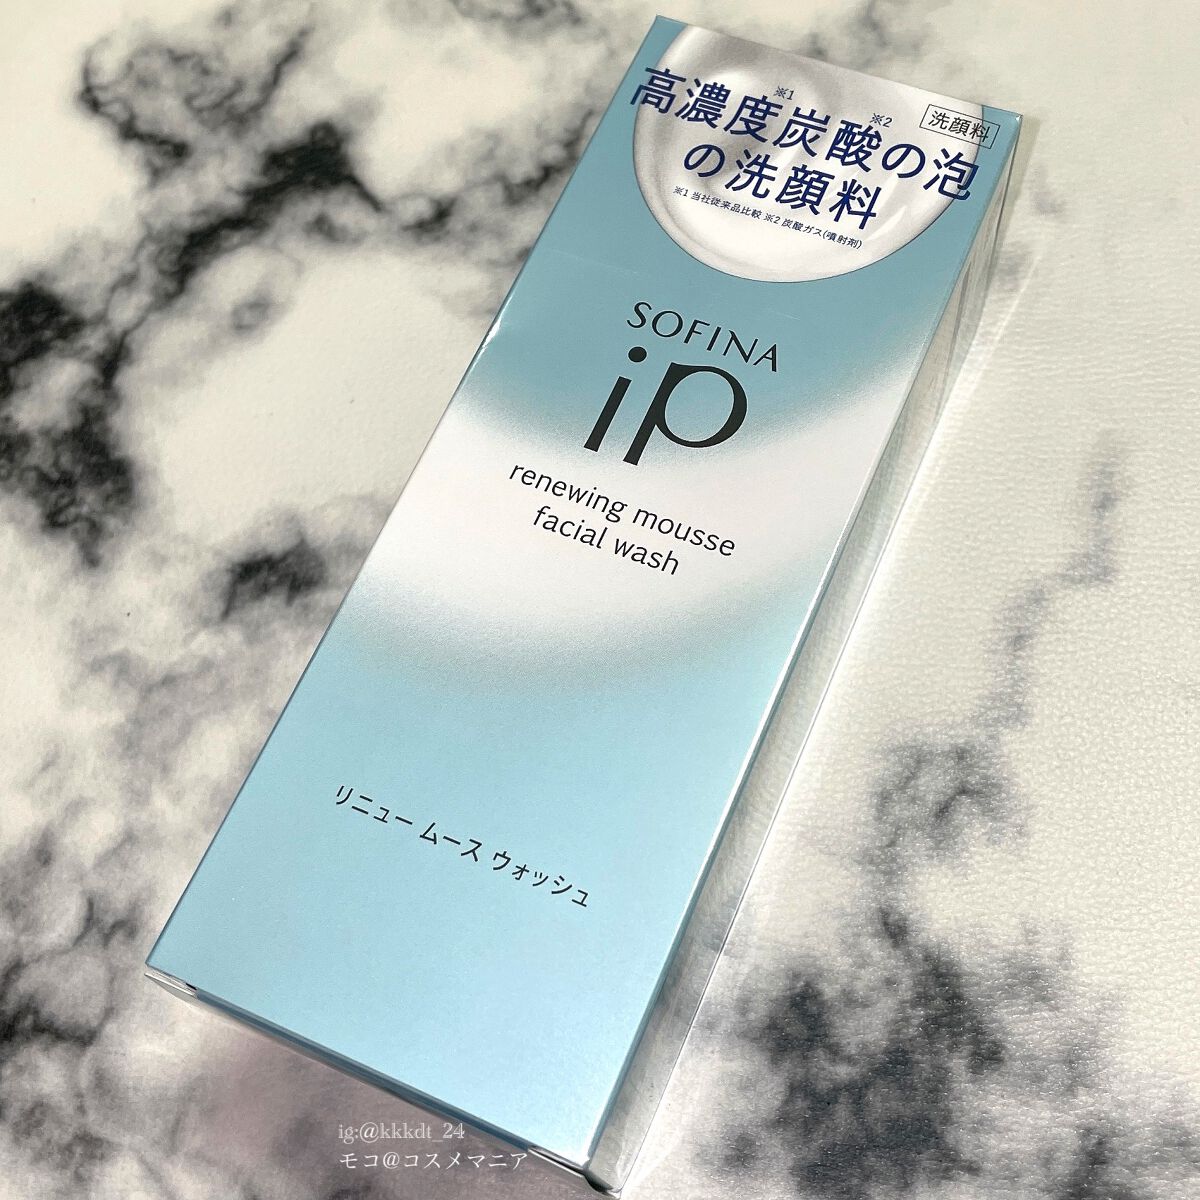 洗顔料
※1 ※2
高濃度炭酸の泡
の洗顔料
※1 当社従来品比較 ※2 炭酸ガス(噴射剤)
SOFINA
ip
renewing mousse
facial wash
リニュー ムース ウォッシュ
ig:@kkkdt_24
モコ@コスメマニア